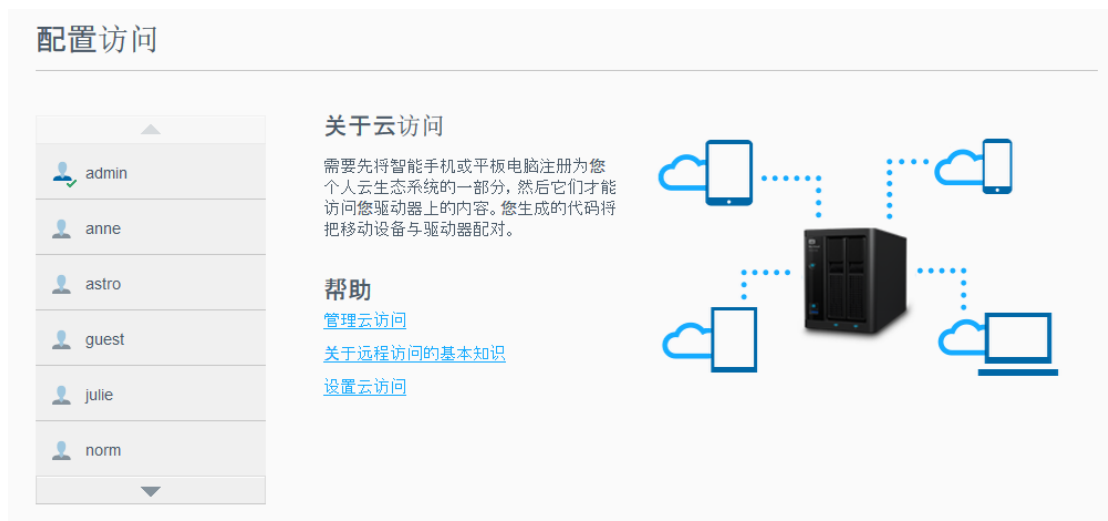 配置访问
admin
anne
astro
guest
julie
norm
关于云访问
需要先将智能手机或平板电脑注册为您
个人云生态系统的一部分,然后它们才能
访问您驱动器上的内容。您生成的代码将
把移动设备与驱动器配对。
帮助
管理云访问
关于远程访问的基本知识
设置云访问